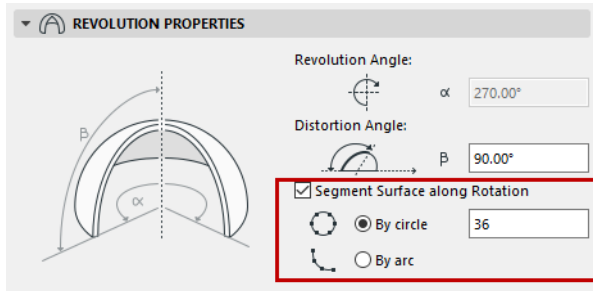 REVOLUTION PROPERTIES
Revolution Angle:
α 270.00°
Distortion Angle:
β 90.00°
Segment Surface along Rotation
By circle 36
By arc
β
α